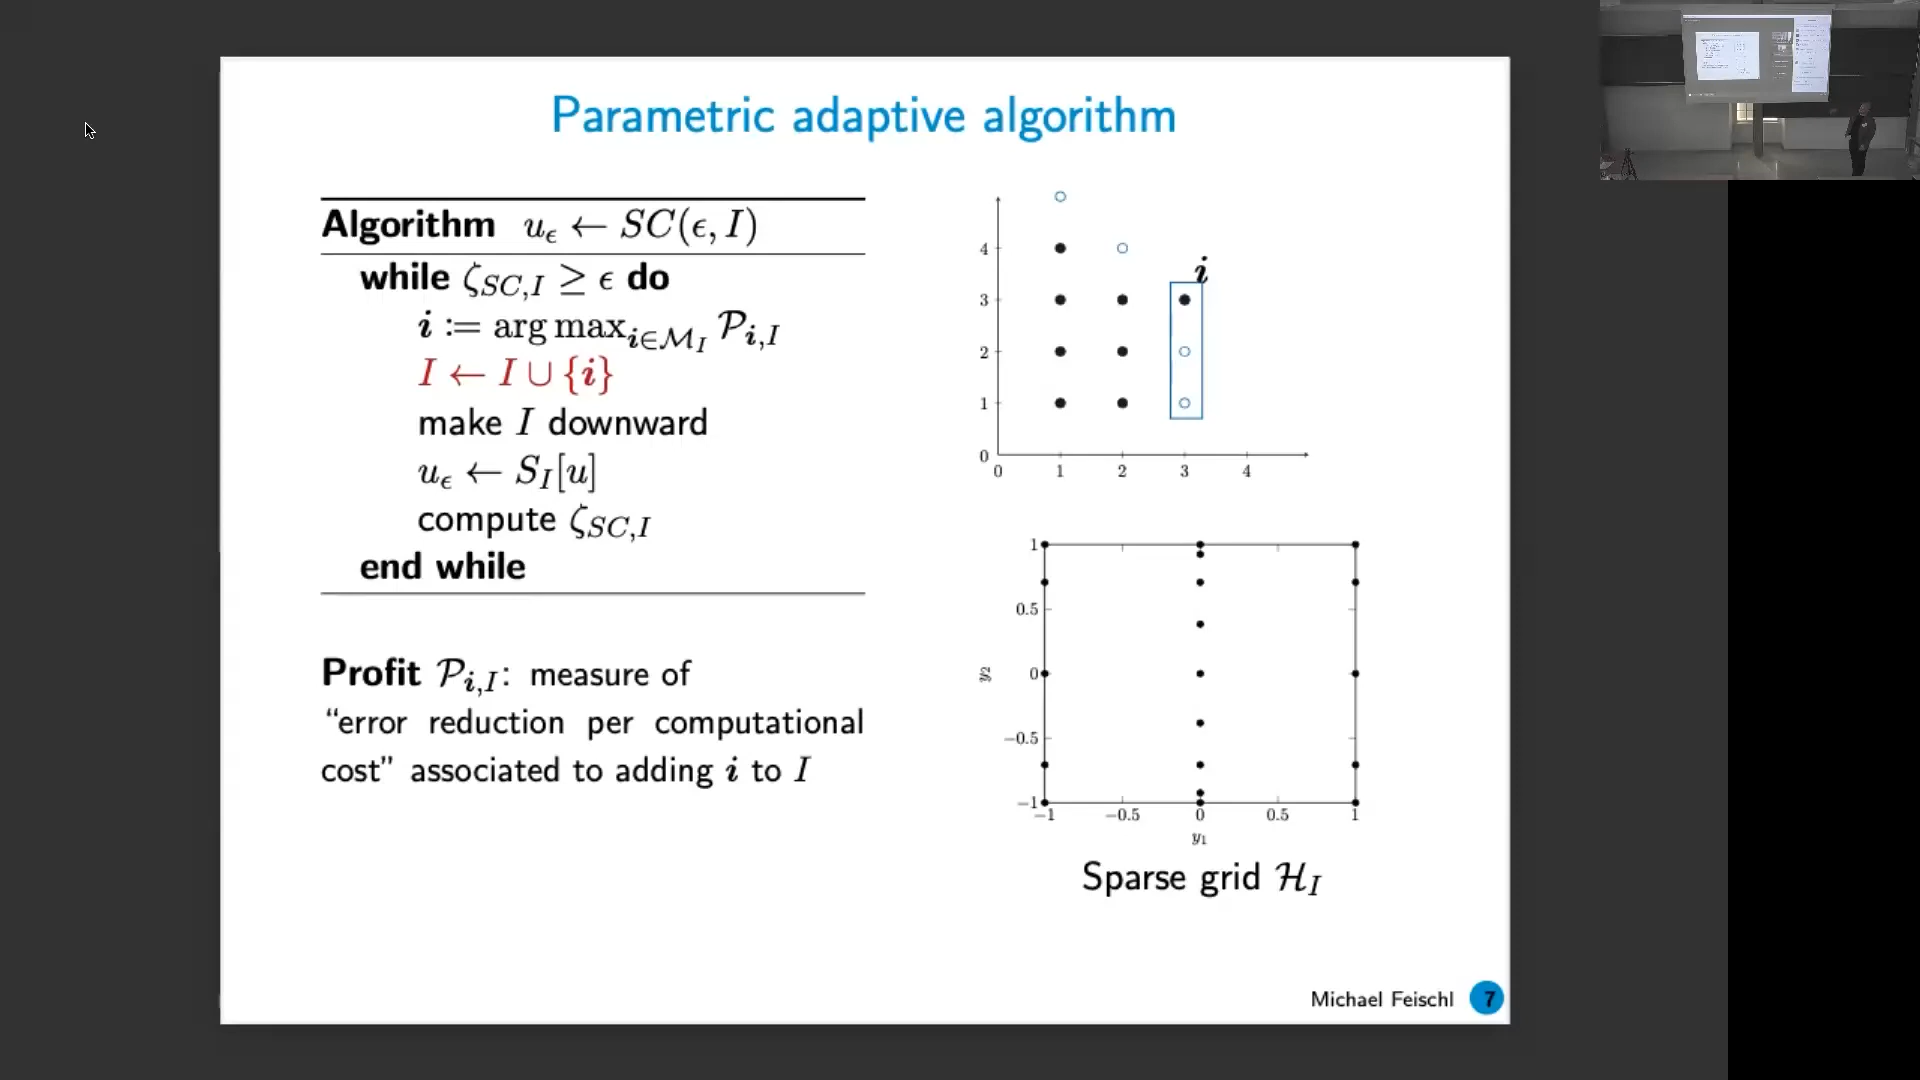 Parametric adaptive algorithm
Algorithm u_ϵ ← SC(ϵ, I)
while ζ_{SC,I} ≥ ϵ do
i := arg max_{i∈M_I} P_{i,I}
I ← I ∪ {i}
make I downward
u_ϵ ← S_I[u]
compute ζ_{SC,I}
end while
Profit P_{i,I}: measure of
“error reduction per computational
cost” associated to adding i to I
4
3
2
1
0
0 1 2 3 4
i
1
0.5
0
−0.5
−1
−1 −0.5 0 0.5 1
y₂
y₁
Sparse grid H_I
Michael Feischl 7